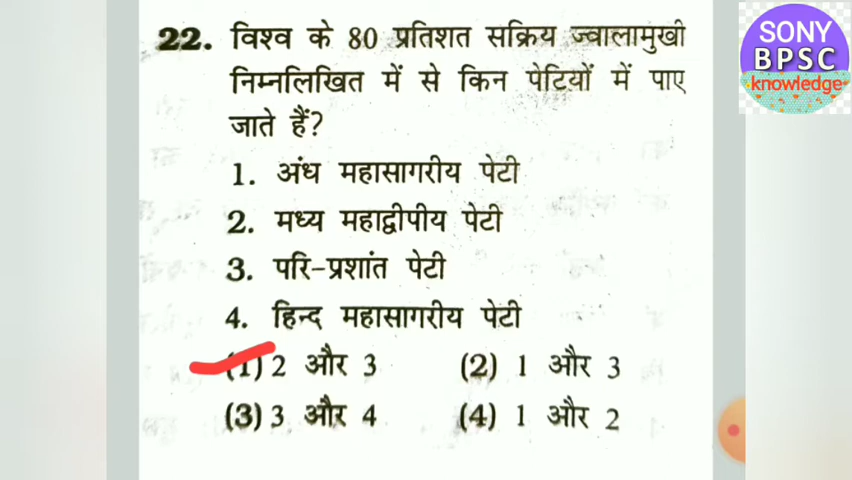 SONY
BPSC
knowledge
22. विश्व के 80 प्रतिशत सक्रिय ज्वालामुखी
निम्नलिखित में से किन पेटियों में पाए
जाते हैं?
1. अंध महासागरीय पेटी
2. मध्य महाद्वीपीय पेटी
3. परि-प्रशांत पेटी
4. हिन्द महासागरीय पेटी
(1) 2 और 3 (2) 1 और 3
(3) 3 और 4 (4) 1 और 2